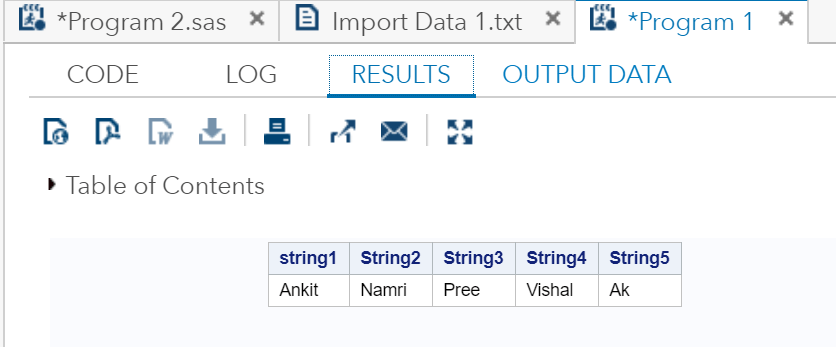 *Program 2.sas × Import Data 1.txt × *Program 1 ×
CODE LOG RESULTS OUTPUT DATA
Table of Contents
string1 String2 String3 String4 String5
Ankit Namri Pree Vishal Ak